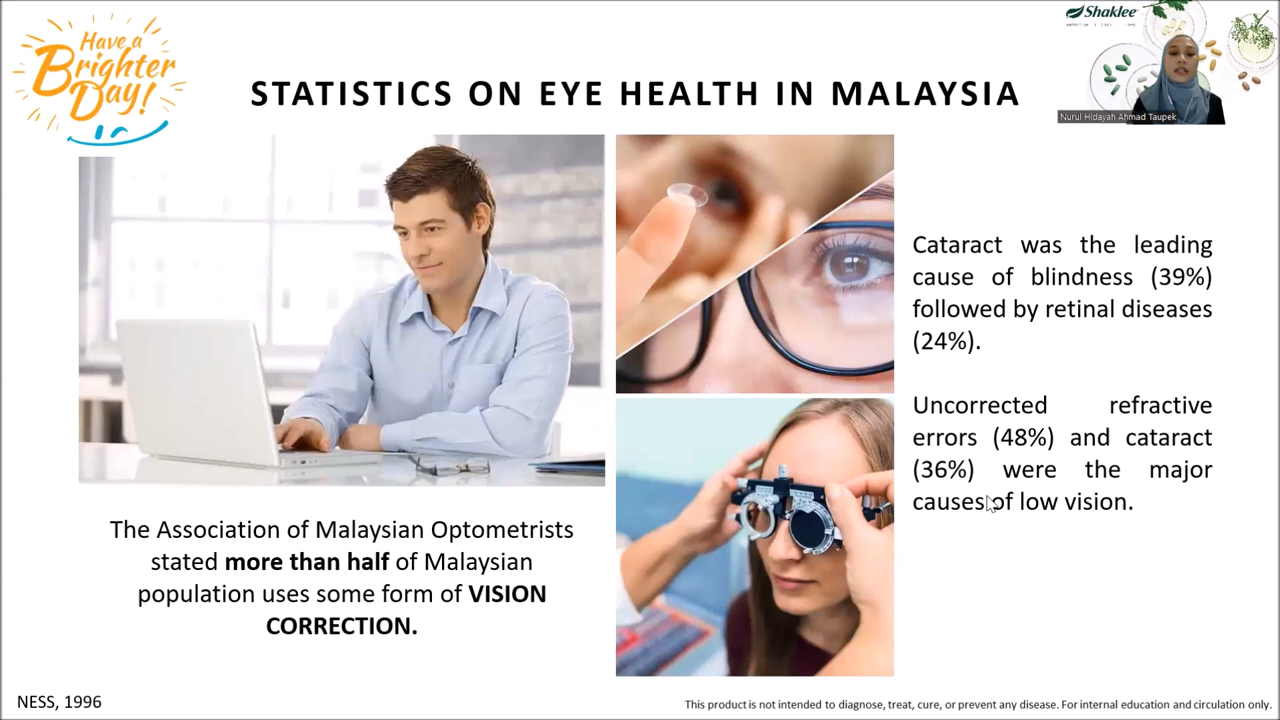 Have a
Brighter
Day!
STATISTICS ON EYE HEALTH IN MALAYSIA
Shaklee
Nurul Hidayah Ahmad Taupek
Cataract was the leading
cause of blindness (39%)
followed by retinal diseases
(24%).
Uncorrected refractive
errors (48%) and cataract
(36%) were the major
causes of low vision.
The Association of Malaysian Optometrists
stated more than half of Malaysian
population uses some form of VISION
CORRECTION.
NESS, 1996
This product is not intended to diagnose, treat, cure, or prevent any disease. For internal education and circulation only.